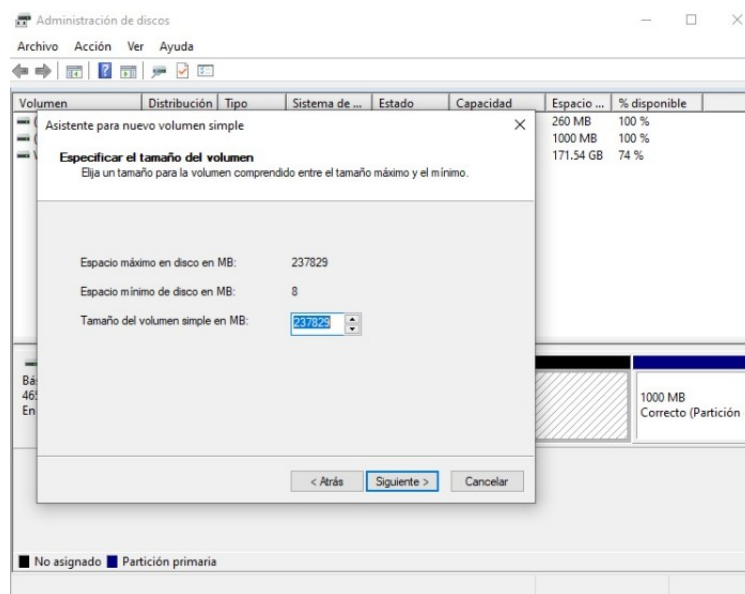 Administración de discos
Archivo Acción Ver Ayuda
Volumen Distribución Tipo Sistema de ... Estado Capacidad Espacio ... % disponible
260 MB 100 %
1000 MB 100 %
171.54 GB 74 %
Asistente para nuevo volumen simple
Especificar el tamaño del volumen
Elija un tamaño para la volumen comprendido entre el tamaño máximo y el mínimo.
Espacio máximo en disco en MB: 237829
Espacio mínimo de disco en MB: 8
Tamaño del volumen simple en MB: 237829
< Atrás Siguiente > Cancelar
Bá
465
En
1000 MB
Correcto (Partición
No asignado Partición primaria